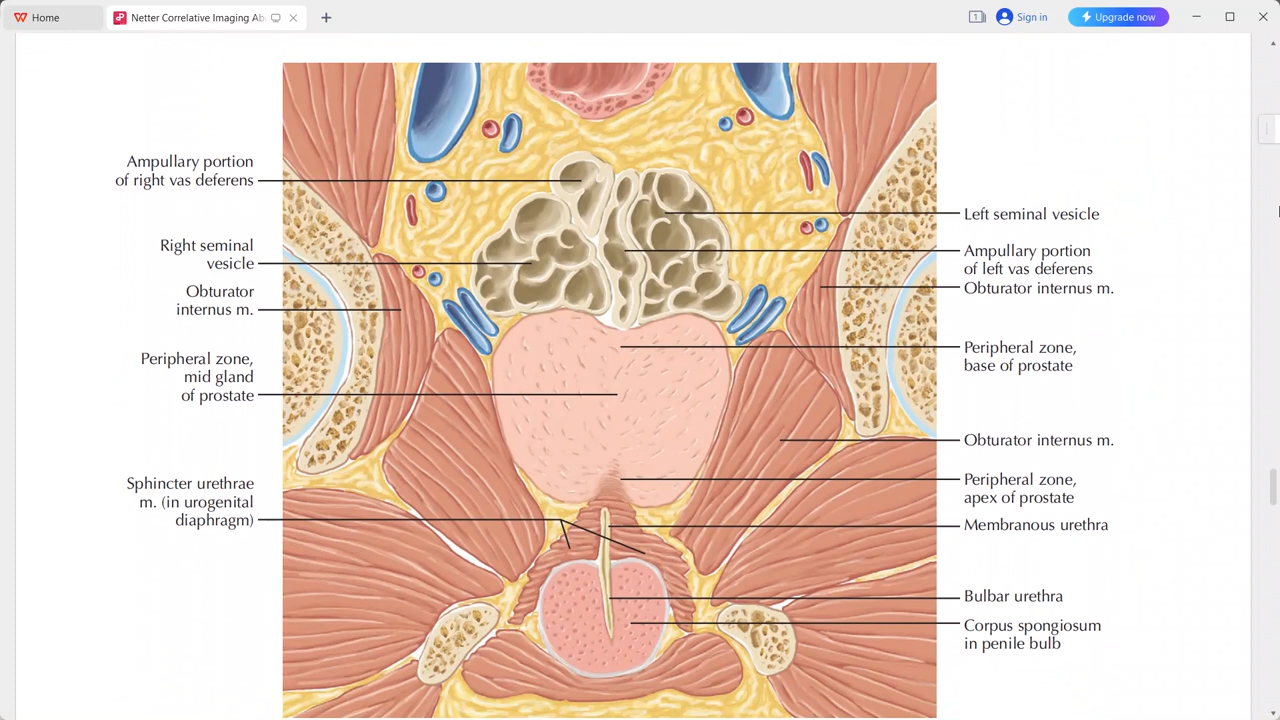 Home
Netter Correlative Imaging Ab
1
Sign in
Upgrade now
Ampullary portion
of right vas deferens
Right seminal
vesicle
Obturator
internus m.
Peripheral zone,
mid gland
of prostate
Sphincter urethrae
m. (in urogenital
diaphragm)
Left seminal vesicle
Ampullary portion
of left vas deferens
Obturator internus m.
Peripheral zone,
base of prostate
Obturator internus m.
Peripheral zone,
apex of prostate
Membranous urethra
Bulbar urethra
Corpus spongiosum
in penile bulb